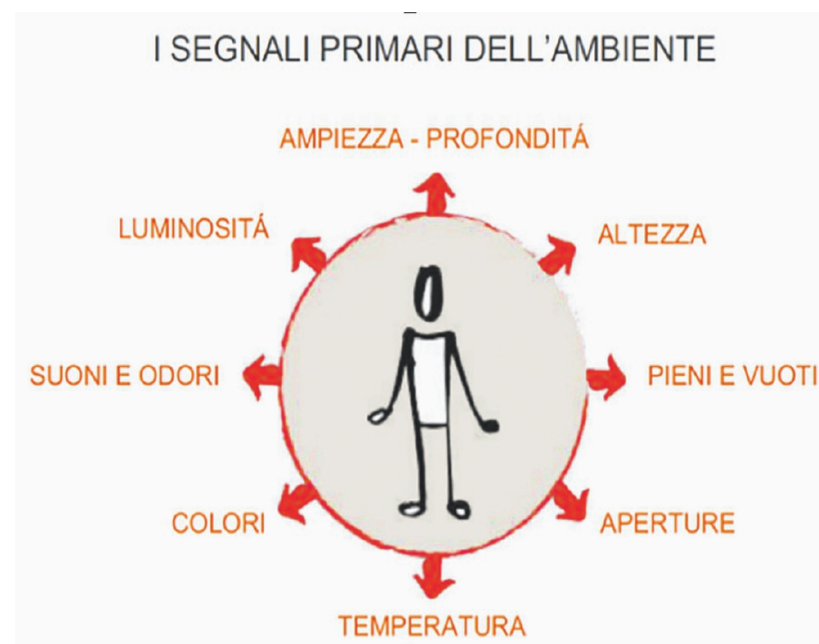 I SEGNALI PRIMARI DELL'AMBIENTE
AMPIEZZA - PROFONDITÁ
LUMINOSITÁ
ALTEZZA
SUONI E ODORI
PIENI E VUOTI
COLORI
APERTURE
TEMPERATURA